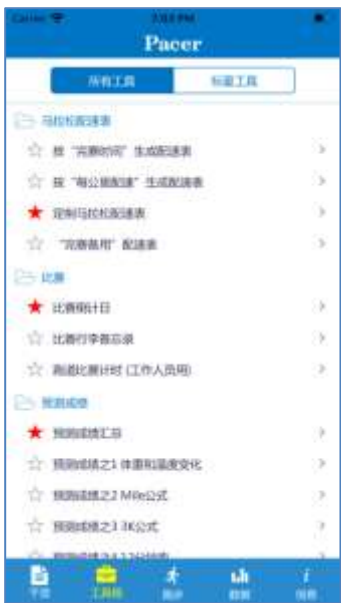 Carrier 7:03 PM
Pacer
所有工具 标星工具
马拉松配速表
按“完赛时间”生成配速表
按“每公里配速”生成配速表
定制马拉松配速表
“完赛备用”配速表
比赛
比赛倒计日
比赛行李备忘录
跑道比赛计时 (工作人员用)
预测成绩
预测成绩汇总
预测成绩之1 体重和温度变化
预测成绩之2 Mile公式
预测成绩之3 3K公式
工具箱 跑步 数据